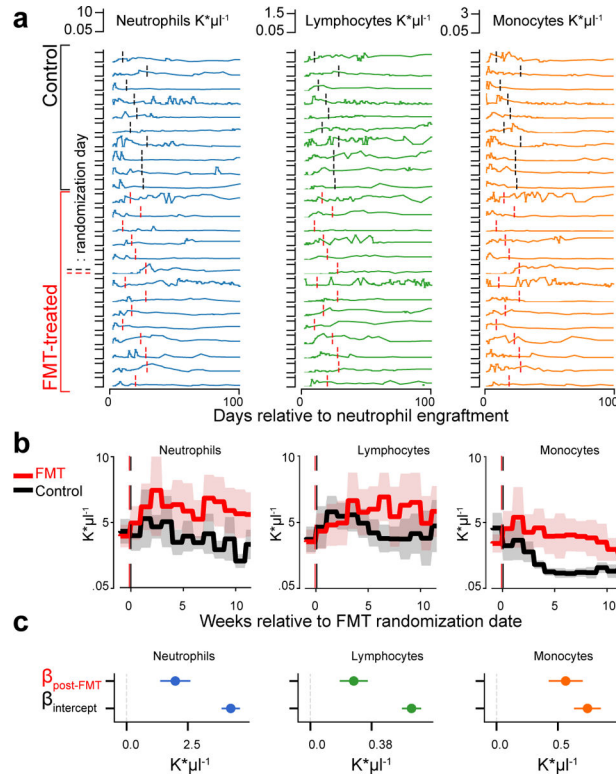 a
10
0.05
Neutrophils K*µl⁻¹
1.5
0.05
Lymphocytes K*µl⁻¹
3
0.05
Monocytes K*µl⁻¹
Control
: randomization day
FMT-treated
0 100
0 100
0 100
Days relative to neutrophil engraftment
b
FMT
Control
Neutrophils
Lymphocytes
Monocytes
10
5
.05
K*µl⁻¹
10
5
.05
K*µl⁻¹
10
5
.05
K*µl⁻¹
0 5 10
0 5 10
0 5 10
Weeks relative to FMT randomization date
c
Neutrophils
Lymphocytes
Monocytes
βpost-FMT
βintercept
0.0 2.5
0.0 0.38
0.0 0.5
K*µl⁻¹
K*µl⁻¹
K*µl⁻¹